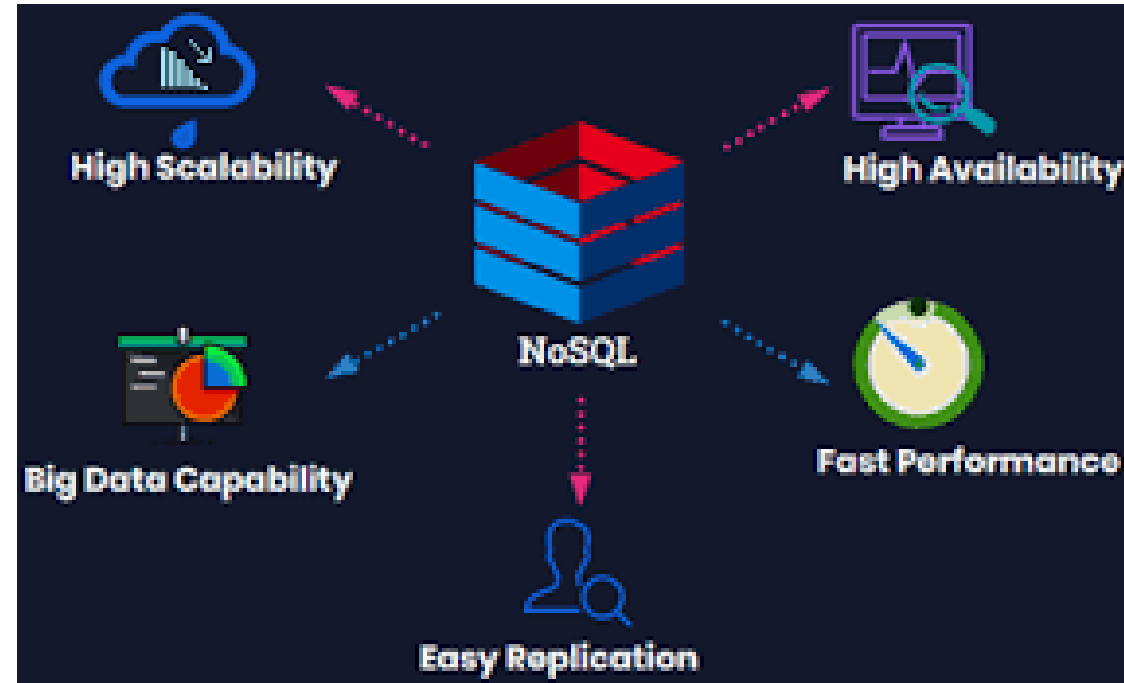 High Scalability
High Availability
NoSQL
Big Data Capability
Fast Performance
Easy Replication